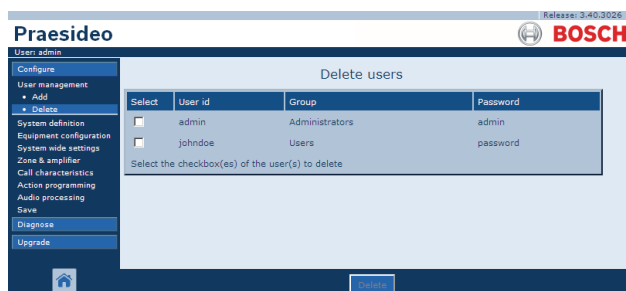 Release: 3.40.3026
Praesideo
BOSCH
User: admin
Configure
User management
• Add
• Delete
System definition
Equipment configuration
System wide settings
Zone & amplifier
Call characteristics
Action programming
Audio processing
Save
Diagnose
Upgrade
Delete users
Select User id Group Password
admin Administrators admin
johndoe Users password
Select the checkbox(es) of the user(s) to delete
Delete